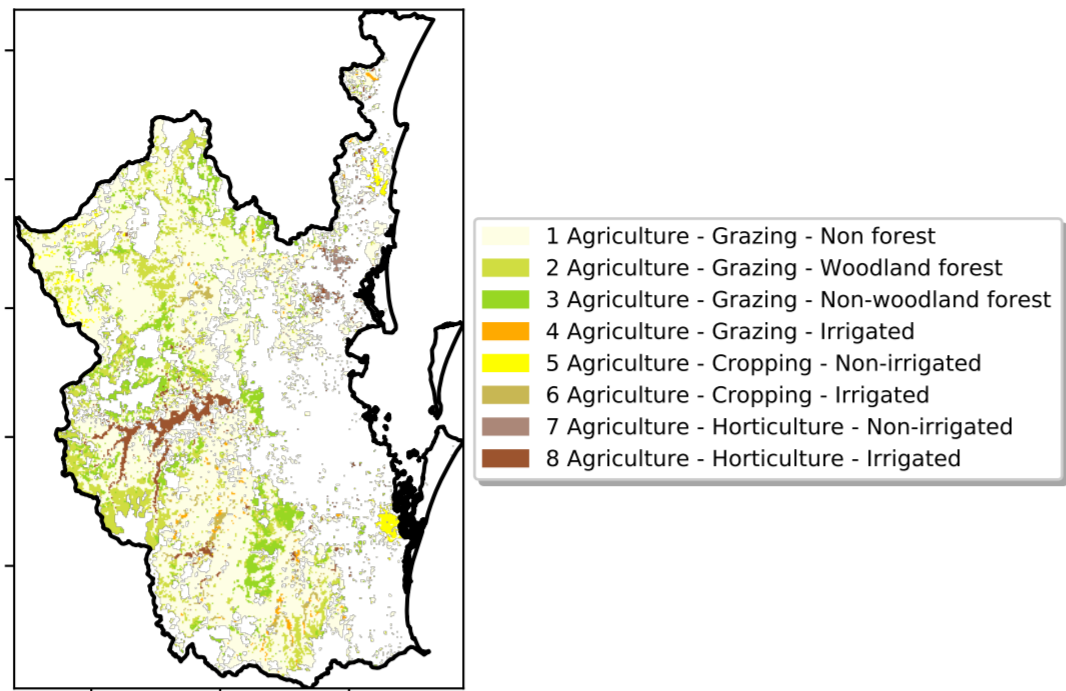 1 Agriculture - Grazing - Non forest
2 Agriculture - Grazing - Woodland forest
3 Agriculture - Grazing - Non-woodland forest
4 Agriculture - Grazing - Irrigated
5 Agriculture - Cropping - Non-irrigated
6 Agriculture - Cropping - Irrigated
7 Agriculture - Horticulture - Non-irrigated
8 Agriculture - Horticulture - Irrigated